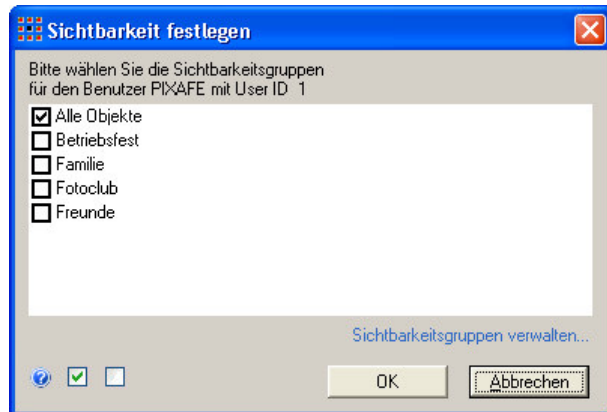 Sichtbarkeit festlegen
Bitte wählen Sie die Sichtbarkeitsgruppen
für den Benutzer PIXAFE mit User ID 1
Alle Objekte
Betriebsfest
Familie
Fotoclub
Freunde
Sichtbarkeitsgruppen verwalten...
OK
Abbrechen